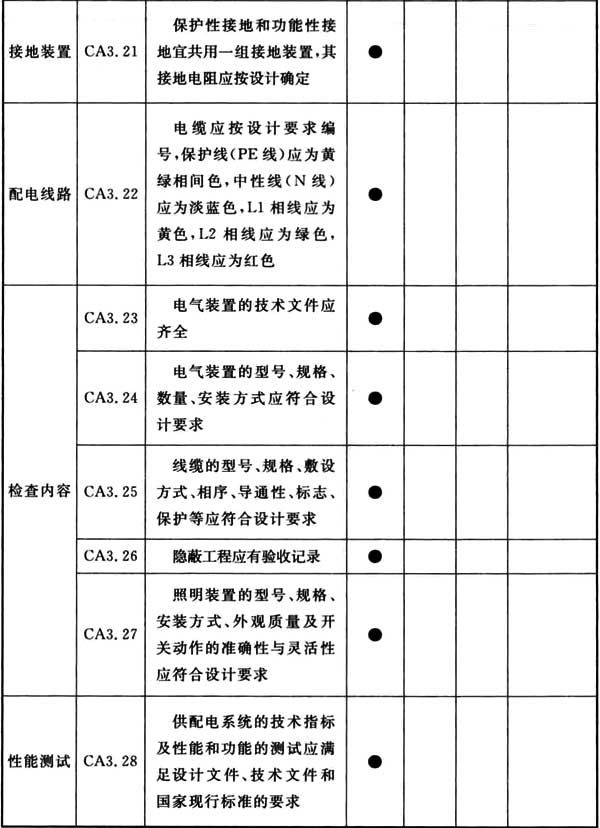 保护性接地和功能性接
接地装置 CA3.21 地宜共用一组接地装置,其 ●
接地电阻应按设计确定
电缆应按设计要求编
号,保护线(PE线)应为黄
绿相间色,中性线(N线)
配电线路 CA3.22 应为淡蓝色,L1相线应为 ●
黄色,L2相线应为绿色,
L3相线应为红色
检查内容
CA3.23 电气装置的技术文件应 ●
齐全
电气装置的型号、规格、
CA3.24 数量、安装方式应符合设 ●
计要求
线缆的型号、规格、敷设
CA3.25 方式、相序、导通性、标志、 ●
保护等应符合设计要求
CA3.26 隐蔽工程应有验收记录 ●
照明装置的型号、规格、
安装方式、外观质量及开
CA3.27 关动作的准确性与灵活性 ●
应符合设计要求
供配电系统的技术指标
及性能和功能的测试应满
性能测试 CA3.28 足设计文件、技术文件和 ●
国家现行标准的要求